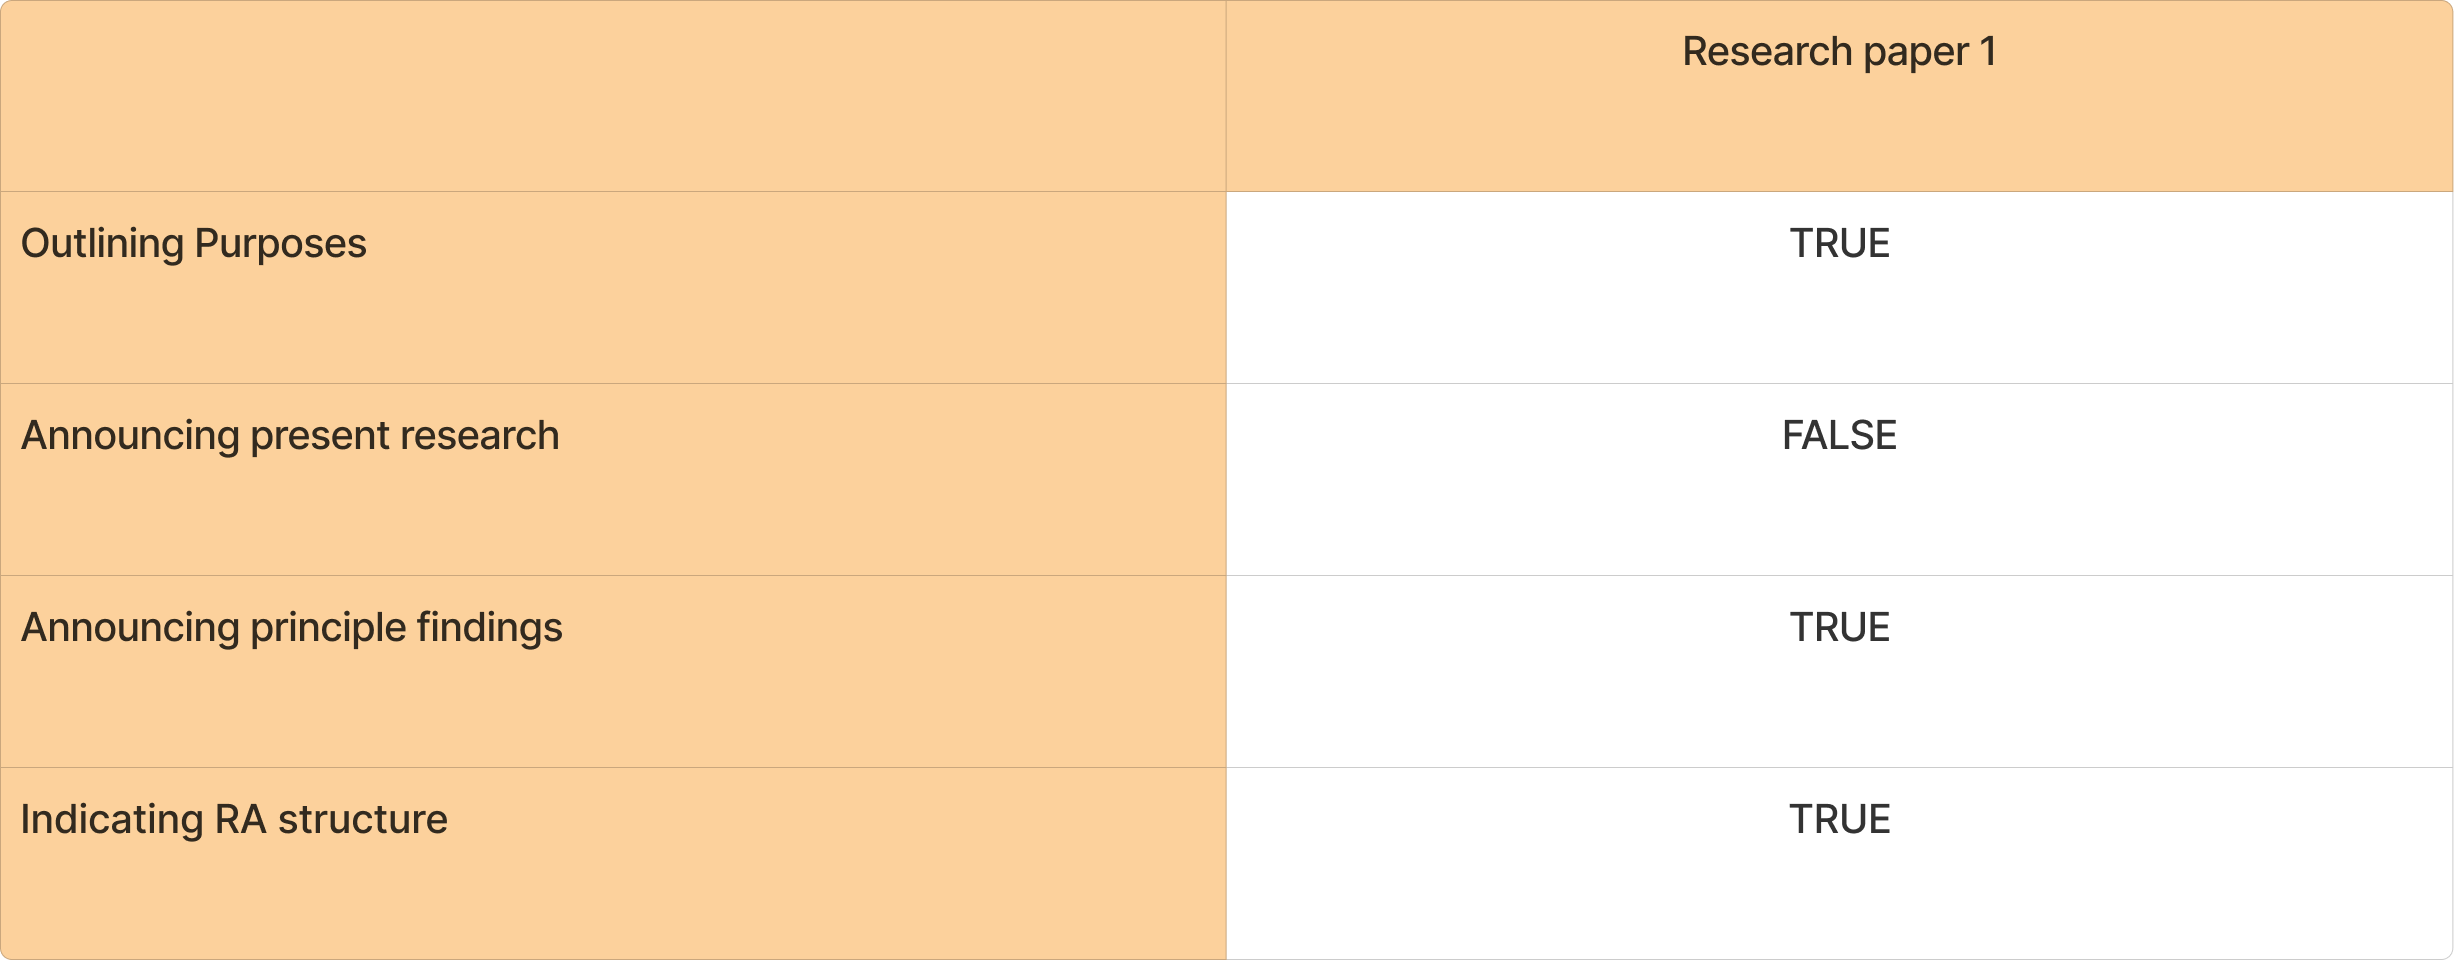 Research paper 1
Outlining Purposes TRUE
Announcing present research FALSE
Announcing principle findings TRUE
Indicating RA structure TRUE